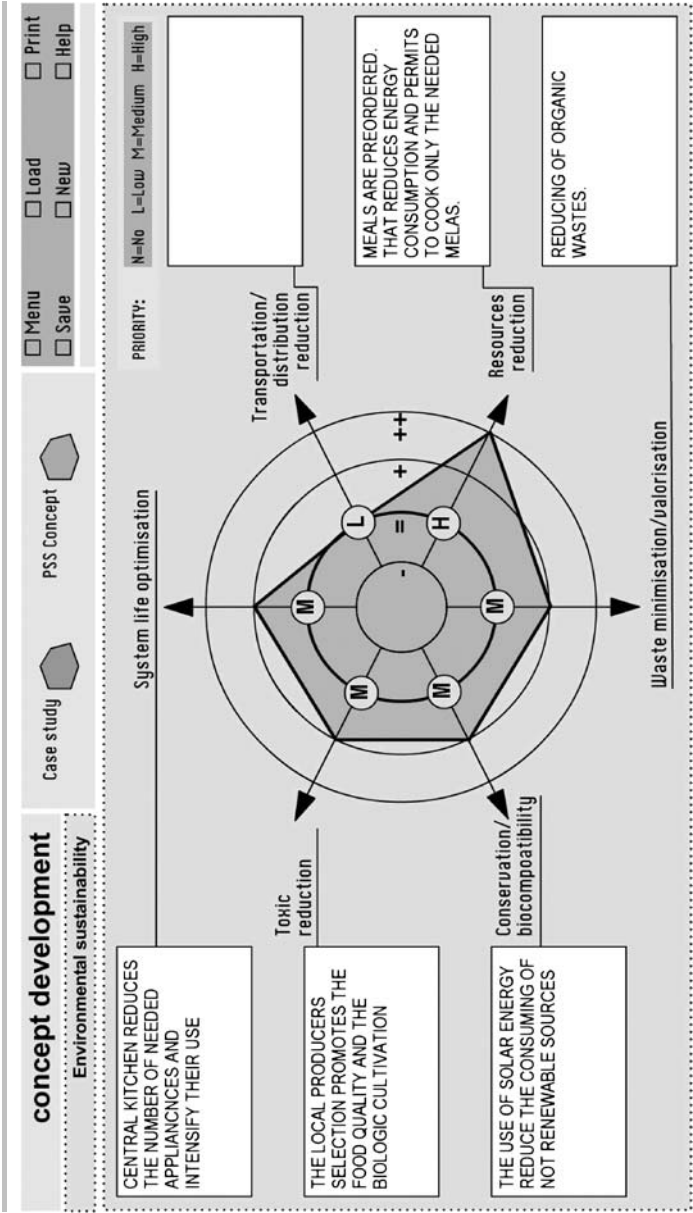 concept development
Environmental sustainability
Case study
PSS Concept
□ Menu □ Load □ Print
□ Save □ New □ Help
PRIORITY: N=No L=Low M=Medium H=High
CENTRAL KITCHEN REDUCES
THE NUMBER OF NEEDED
APPLIANCNCES AND
INTENSIFY THEIR USE
System life optimisation
Transportation/
distribution
reduction
THE LOCAL PRODUCERS
SELECTION PROMOTES THE
FOOD QUALITY AND THE
BIOLOGIC CULTIVATION
Toxic
reduction
MEALS ARE PREORDERED.
THAT REDUCES ENERGY
CONSUMPTION AND PERMITS
TO COOK ONLY THE NEEDED
MELAS.
Resources
reduction
THE USE OF SOLAR ENERGY
REDUCE THE CONSUMING OF
NOT RENEWABLE SOURCES
Conservation/
biocompoatibility
REDUCING OF ORGANIC
WASTES.
Waste minimisation/valorisation
M
M
L
- = + ++
M
H
M